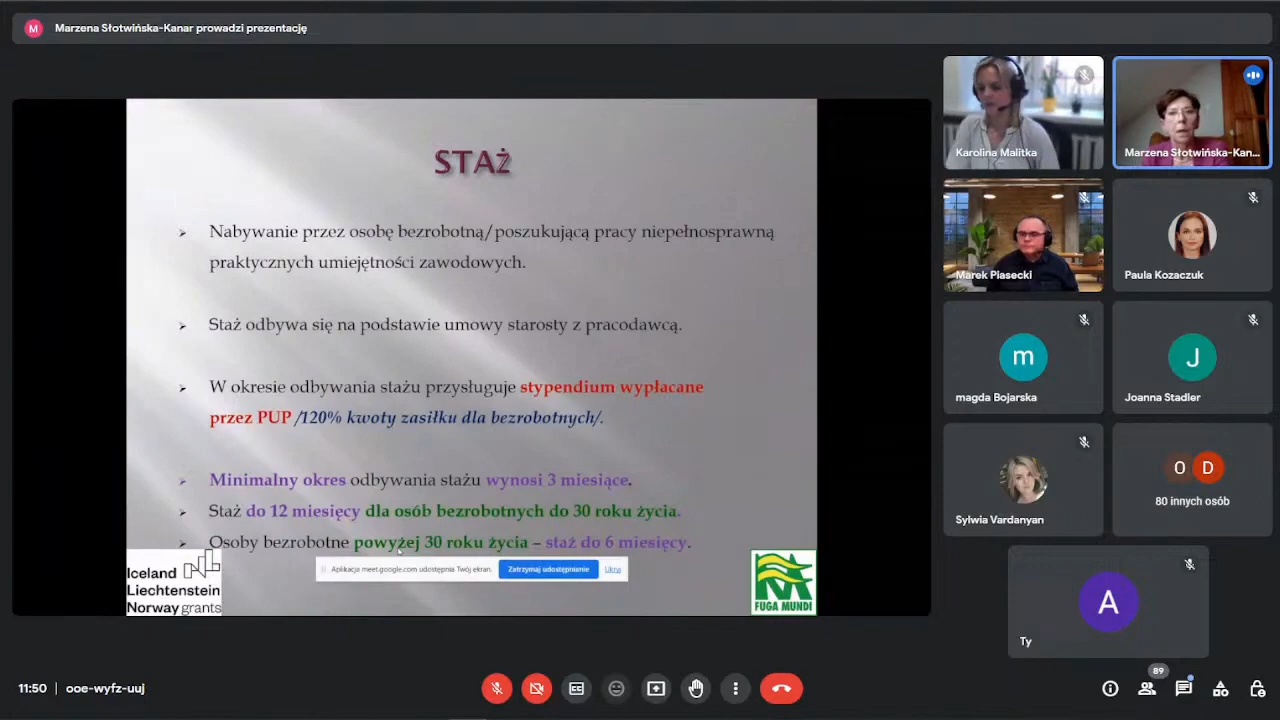 M
Marzena Słotwińska-Kanar prowadzi prezentację
STAŻ
Nabywanie przez osobę bezrobotną/poszukującą pracy niepełnosprawną
praktycznych umiejętności zawodowych.
Staż odbywa się na podstawie umowy starosty z pracodawcą.
W okresie odbywania stażu przysługuje stypendium wypłacane
przez PUP /120% kwoty zasiłku dla bezrobotnych/.
Minimalny okres odbywania stażu wynosi 3 miesiące.
Staż do 12 miesięcy dla osób bezrobotnych do 30 roku życia.
Osoby bezrobotne powyżej 30 roku życia – staż do 6 miesięcy.
Iceland
Liechtenstein
Norway grants
Aplikacja meet.google.com udostępnia Twój ekran.
Zatrzymaj udostępnianie
Ukryj
FUGA MUNDI
Karolina Malitka
Marzena Słotwińska-Kan...
Marek Piasecki
Paula Kozaczuk
m
magda Bojarska
J
Joanna Stadler
Sylwia Vardanyan
O D
80 innych osób
A
Ty
11:50 | ooe-wyfz-uuj
89